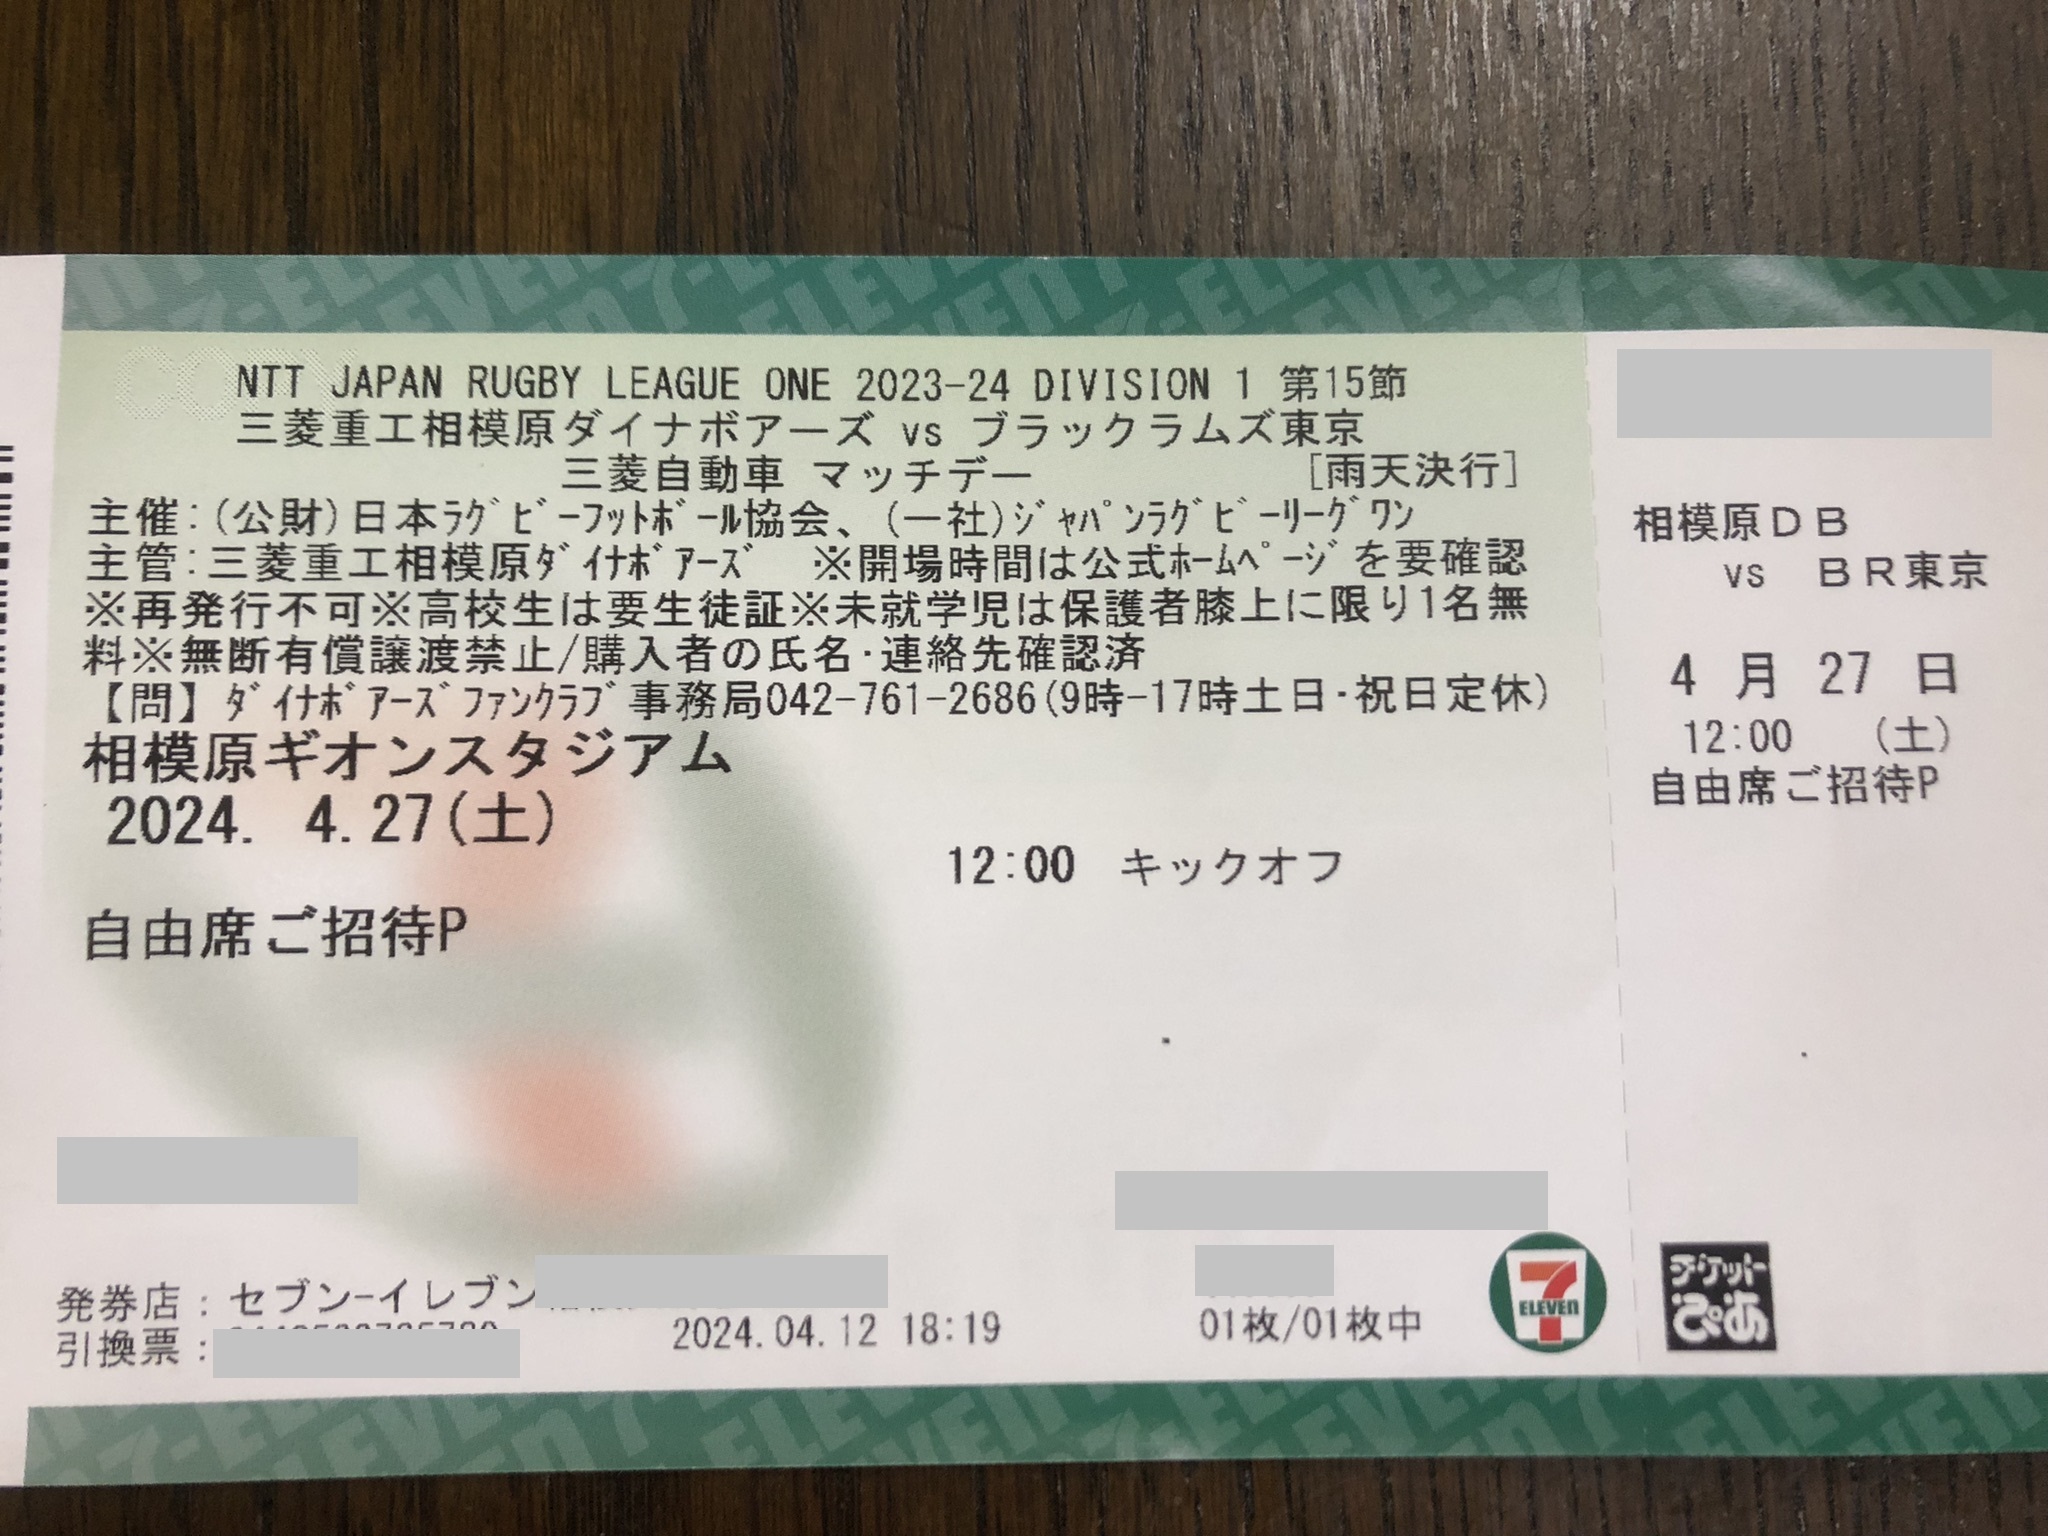 NTT JAPAN RUGBY LEAGUE ONE 2023-24 DIVISION 1 第15節
三菱重工相模原ダイナボアーズ vs ブラックラムズ東京
三菱自動車 マッチデー [雨天決行]
主催:(公財)日本ﾗｸﾞﾋﾞｰﾌｯﾄﾎﾞｰﾙ協会、(一社)ｼﾞｬﾊﾟﾝﾗｸﾞﾋﾞｰﾘｰｸﾞﾜﾝ
主管:三菱重工相模原ﾀﾞｲﾅﾎﾞｱｰｽﾞ ※開場時間は公式ﾎｰﾑﾍﾟｰｼﾞを要確認
※再発行不可※高校生は要生徒証※未就学児は保護者膝上に限り1名無
料※無断有償譲渡禁止/購入者の氏名･連絡先確認済
【問】ﾀﾞｲﾅﾎﾞｱｰｽﾞﾌｧﾝｸﾗﾌﾞ事務局042-761-2686(9時-17時土日･祝日定休)
相模原ギオンスタジアム
2024. 4.27(土)
12:00 キックオフ
自由席ご招待P
発券店:セブン-イレブン
引換票:
2024.04.12 18:19
01枚/01枚中
7 ELEVEN
相模原DB
vs BR東京
4月27日
12:00 (土)
自由席ご招待P
チケットぴあ